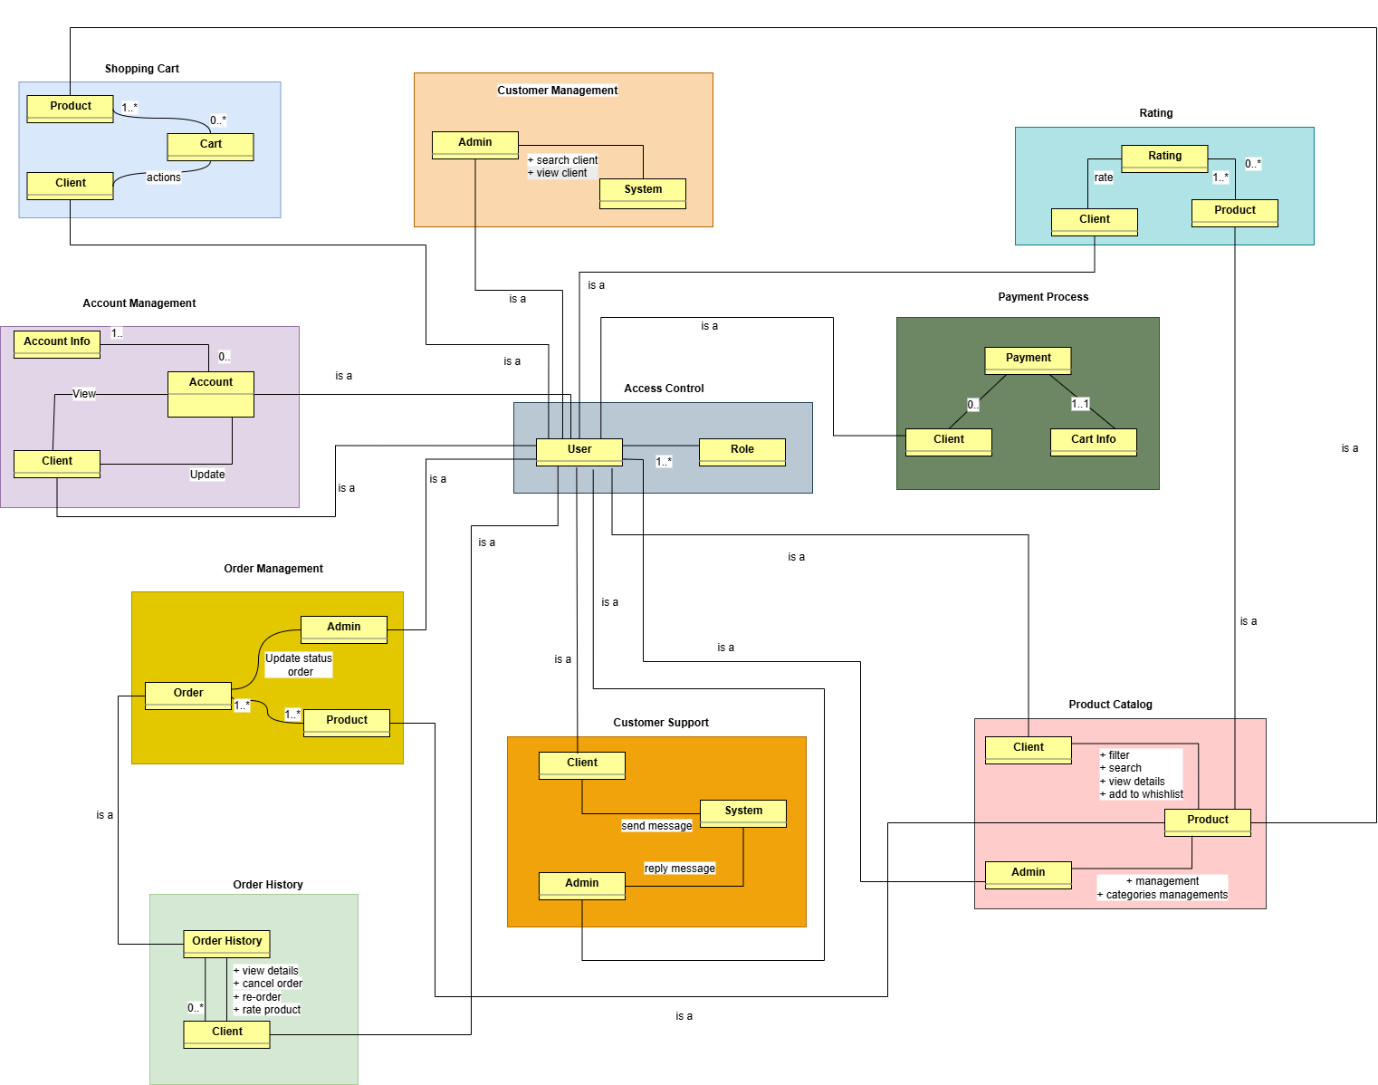 Shopping Cart
Product
1..*
0..*
Cart
Client
actions
Customer Management
Admin
+ search client
+ view client
System
Rating
Rating
0..*
rate
1..*
Client
Product
is a
is a
is a
is a
Account Management
Account Info
1..
0..
Account
View
Client
Update
is a
is a
Payment Process
Payment
0..
1..1
Client
Cart Info
Access Control
User
1..*
Role
is a
is a
is a
is a
is a
is a
is a
is a
Order Management
Admin
Update status
order
Order
1..*
1..*
Product
is a
Customer Support
Client
System
send message
reply message
Admin
Product Catalog
Client
+ filter
+ search
+ view details
+ add to whishlist
Product
Admin
+ management
+ categories managements
Order History
Order History
+ view details
+ cancel order
+ re-order
+ rate product
0..*
Client
is a